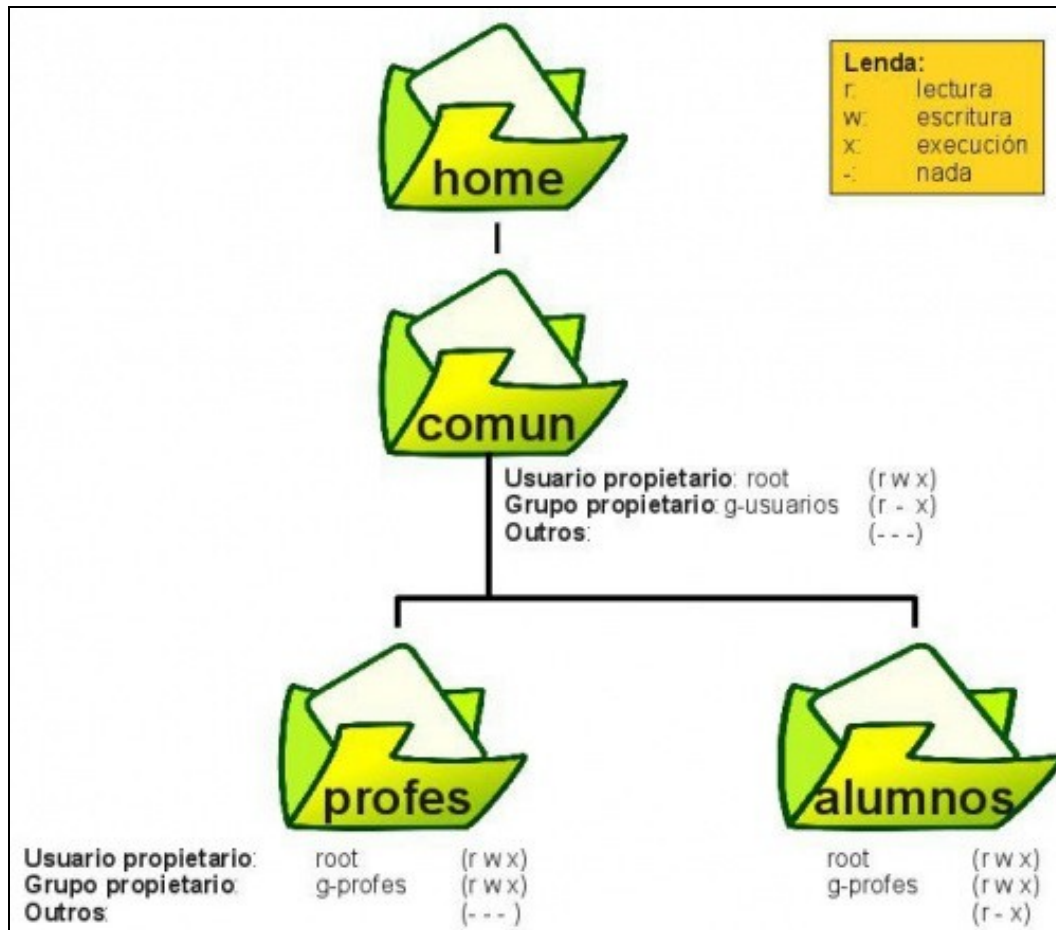 home
Lenda:
r: lectura
w: escritura
x: execución
-: nada
comun
Usuario propietario: root (r w x)
Grupo propietario: g-usuarios (r - x)
Outros: (- - -)
profes
alumnos
Usuario propietario: root (r w x) root (r w x)
Grupo propietario: g-profes (r w x) g-profes (r w x)
Outros: (- - - ) (r - x)